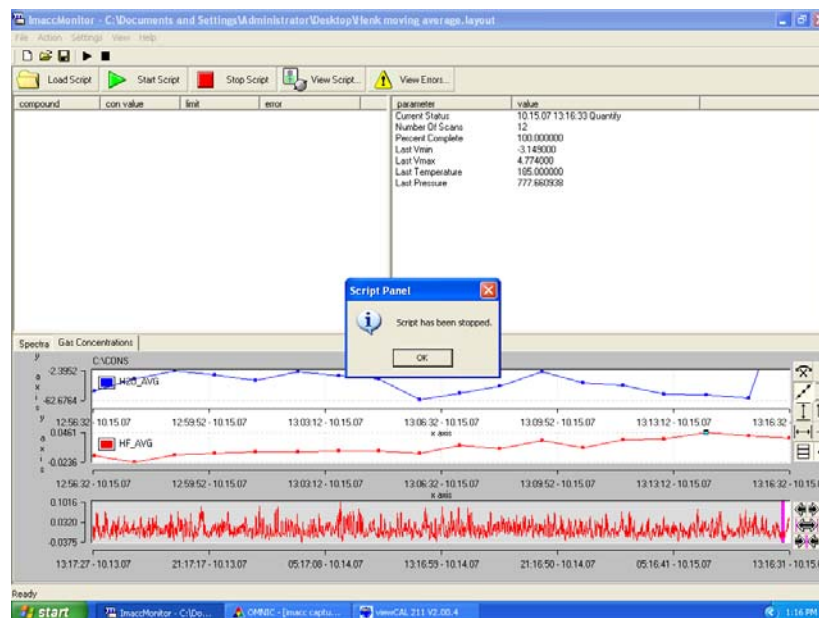 ImaccMonitor - C:\Documents and Settings\Administrator\Desktop\Henk moving average.layout
File Action Settings View Help
Load Script Start Script Stop Script View Script... View Errors...
compound con value limit error parameter value
Current Status 10.15.07 13:16:33 Quantify
Number Of Scans 12
Percent Complete 100.000000
Last Vmin -3.149000
Last Vmax 4.774000
Last Temperature 185.000000
Last Pressure 777.660938
Script Panel
Script has been stopped.
OK
Spectra Gas Concentrations
C:\CONS
y axis
-2.3952
H2O_AVG
-62.6764
12:56:32 - 10.15.07 12:59:52 - 10.15.07 13:03:12 - 10.15.07 13:06:32 - 10.15.07 13:09:52 - 10.15.07 13:13:12 - 10.15.07 13:16:32
x axis
y axis
0.0461
HF_AVG
-0.0236
12:56:32 - 10.15.07 12:59:52 - 10.15.07 13:03:12 - 10.15.07 13:06:32 - 10.15.07 13:09:52 - 10.15.07 13:13:12 - 10.15.07 13:16:32 - 10.15.0
x axis
0.1016
0.0320
-0.0375
13:17:27 - 10.13.07 21:17:17 - 10.13.07 05:17:08 - 10.14.07 13:16:59 - 10.14.07 21:16:50 - 10.14.07 05:16:41 - 10.15.07 13:16:31 - 10.15.0
Ready
start ImaccMonitor - C:\Do... OMNIC - [imacc captu... viewCAL 211 V2.00.4 1:16 PM